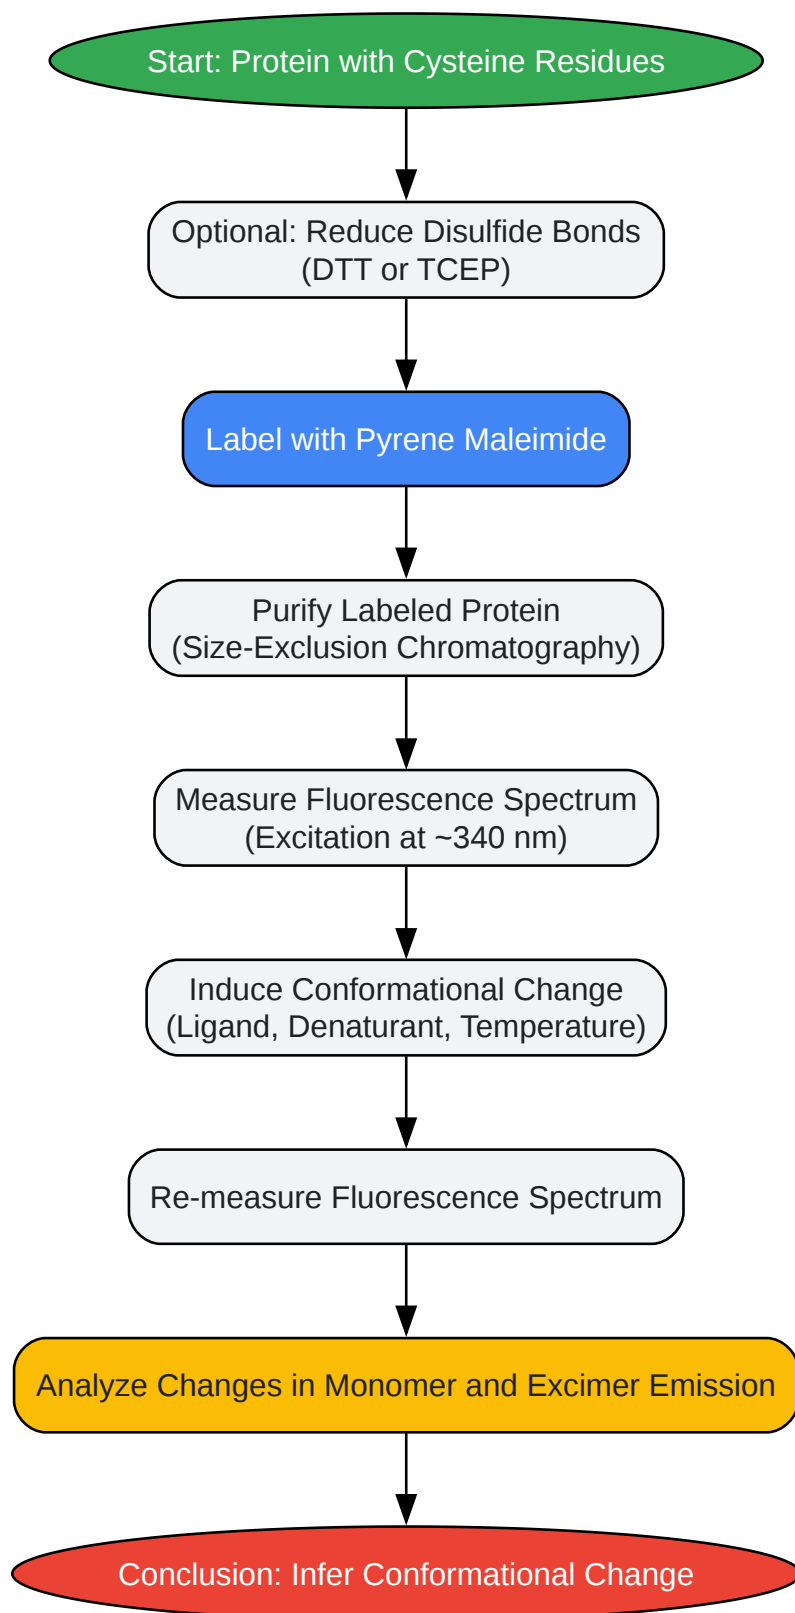 Start: Protein with Cysteine Residues
Optional: Reduce Disulfide Bonds
(DTT or TCEP)
Label with Pyrene Maleimide
Purify Labeled Protein
(Size-Exclusion Chromatography)
Measure Fluorescence Spectrum
(Excitation at ~340 nm)
Induce Conformational Change
(Ligand, Denaturant, Temperature)
Re-measure Fluorescence Spectrum
Analyze Changes in Monomer and Excimer Emission
Conclusion: Infer Conformational Change